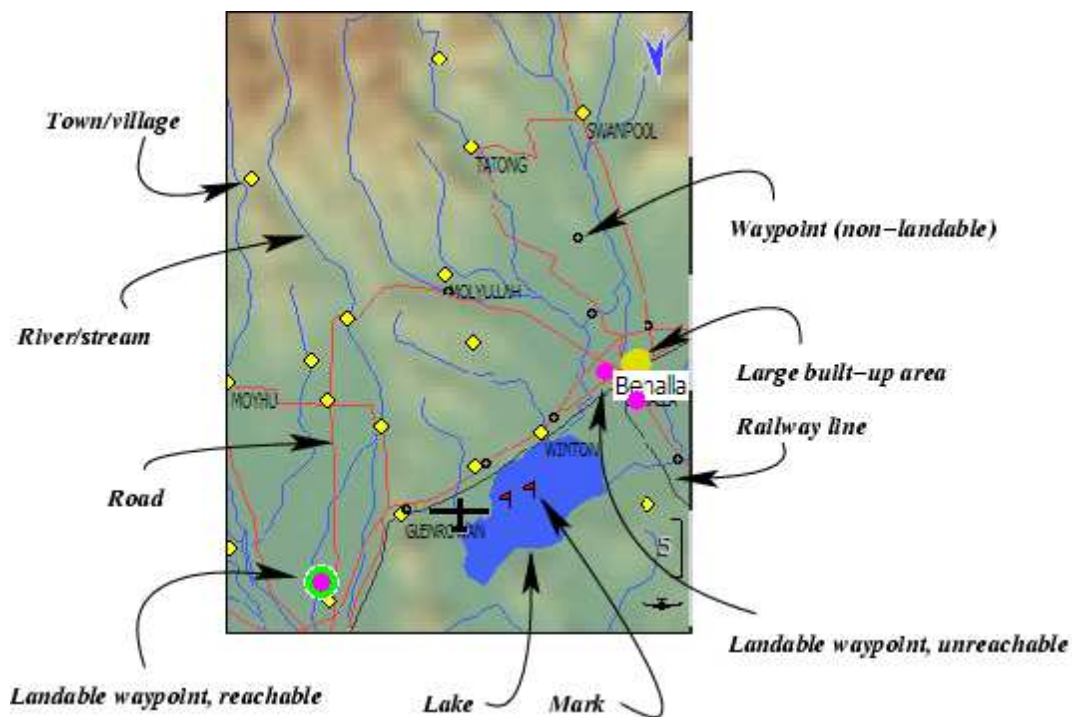 Town/village
SWANPOOL
TATONG
Waypoint (non-landable)
MOLYULLAH
River/stream
Large built-up area
Benalla
MOYHU
Railway line
WINTON
Road
GLENROWAN
5
Landable waypoint, unreachable
Landable waypoint, reachable
Lake
Mark